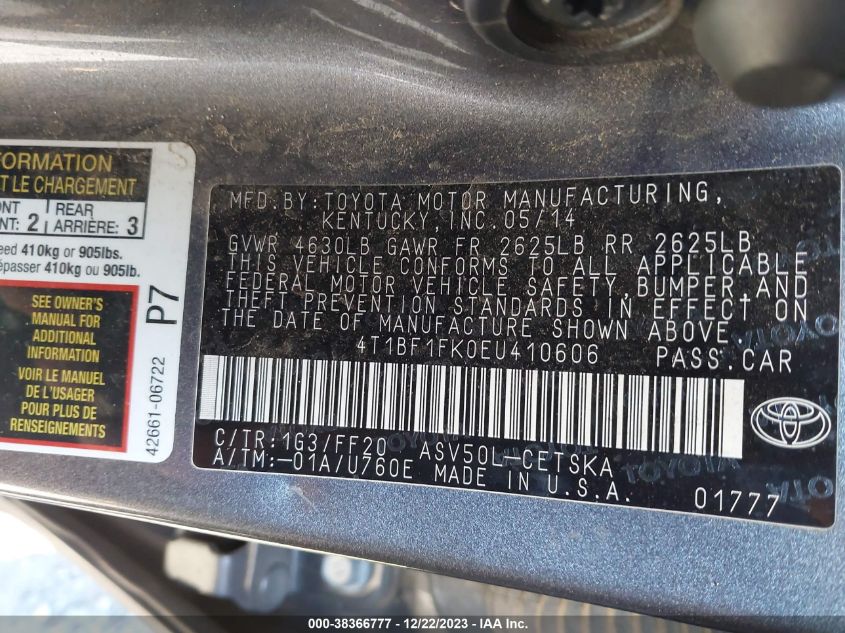 FORMATION
T LE CHARGEMENT
ONT
NT: 2
REAR
ARRIÈRE: 3
eed 410kg or 905lbs.
épasser 410kg ou 905lb.
SEE OWNER'S
MANUAL FOR
ADDITIONAL
INFORMATION
VOIR LE MANUEL
DE L'USAGER
POUR PLUS DE
RENSEIGNEMENTS
S
P7
42661-06722
MFD.BY:TOYOTA MOTOR MANUFACTURING,
KENTUCKY,INC.05/14
GVWR 4630LB GAWR FR 2625LB RR 2625LB
THIS VEHICLE CONFORMS TO ALL APPLICABLE
FEDERAL MOTOR VEHICLE SAFETY,BUMPER,AND
THEFT PREVENTION STANDARDS IN EFFECT ON
THE DATE OF MANUFACTURE SHOWN ABOVE.
4T1BF1FK0EU410606 PASS.CAR
C/TR:1G3/FF20 ASV50L-CETSKA
A/TM:-01A/U760E MADE IN U.S.A.
01777
000-38366777 - 12/22/2023 - IAA Inc.